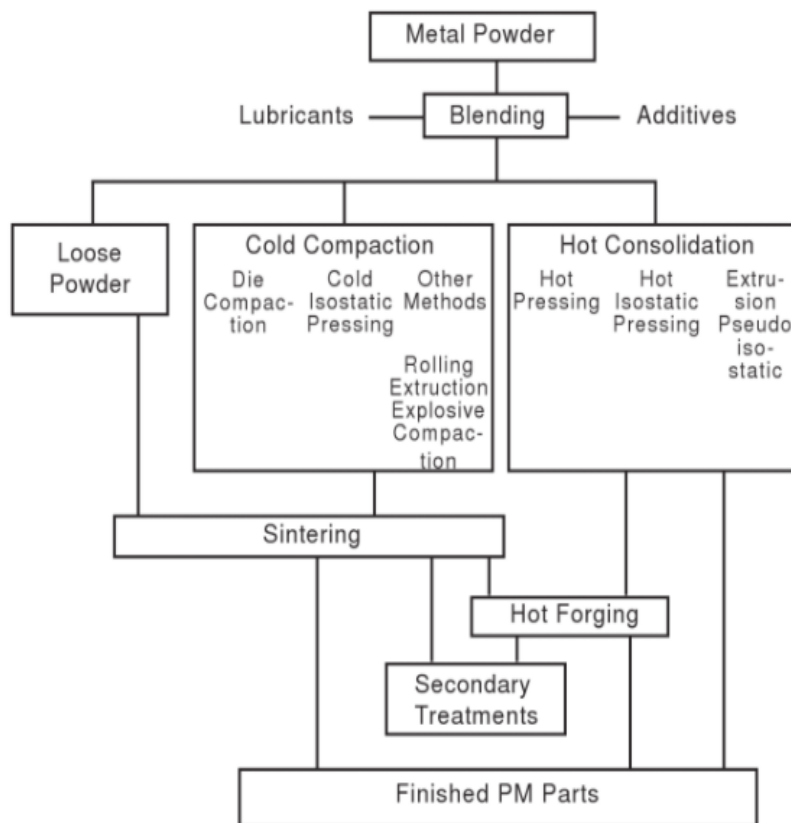 Metal Powder
Lubricants
Blending
Additives
Loose
Powder
Cold Compaction
Die
Compac-
tion
Cold
Isostatic
Pressing
Other
Methods
Rolling
Extruction
Explosive
Compac-
tion
Hot Consolidation
Hot
Pressing
Hot
Isostatic
Pressing
Extru-
sion
Pseudo
iso-
static
Sintering
Hot Forging
Secondary
Treatments
Finished PM Parts